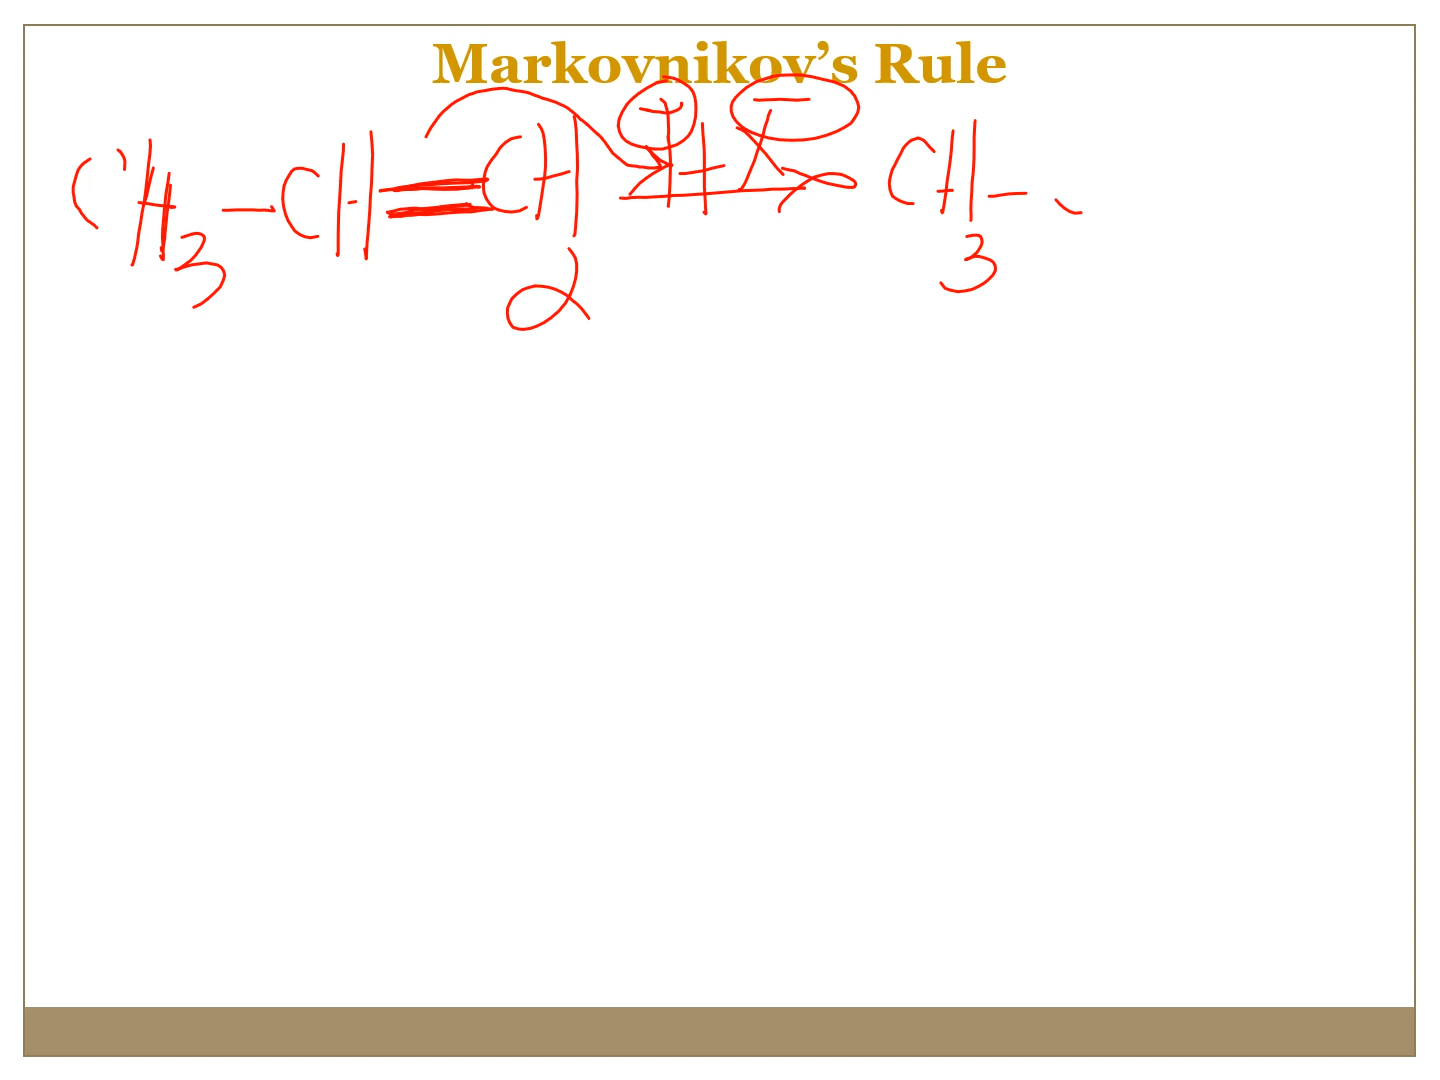 Markovnikov's Rule
CH3 – CH = CH2 + – HX CH3 –